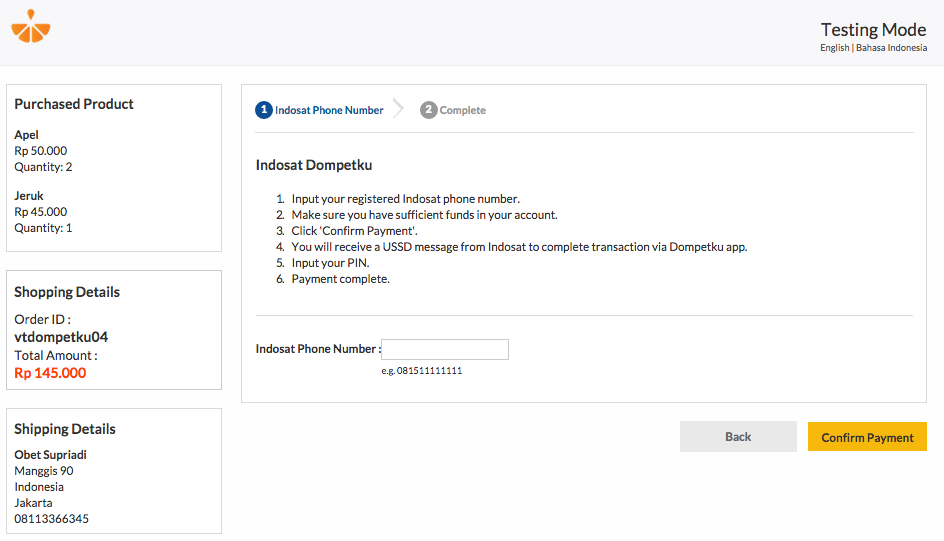 Testing Mode
English | Bahasa Indonesia
Purchased Product
Apel
Rp 50.000
Quantity: 2
Jeruk
Rp 45.000
Quantity: 1
Shopping Details
Order ID :
vtdompetku04
Total Amount :
Rp 145.000
Shipping Details
Obet Supriadi
Manggis 90
Indonesia
Jakarta
08113366345
1 Indosat Phone Number
2 Complete
Indosat Dompetku
1. Input your registered Indosat phone number.
2. Make sure you have sufficient funds in your account.
3. Click 'Confirm Payment'.
4. You will receive a USSD message from Indosat to complete transaction via Dompetku app.
5. Input your PIN.
6. Payment complete.
Indosat Phone Number :
e.g. 081511111111
Back
Confirm Payment